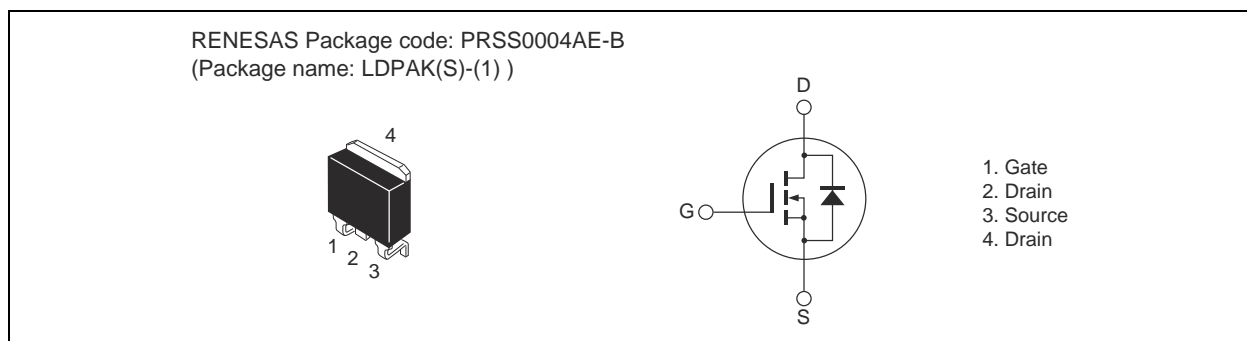 RENESAS Package code: PRSS0004AE-B
(Package name: LDPAK(S)-(1) )
4
1
2
3
D
G
S
1. Gate
2. Drain
3. Source
4. Drain